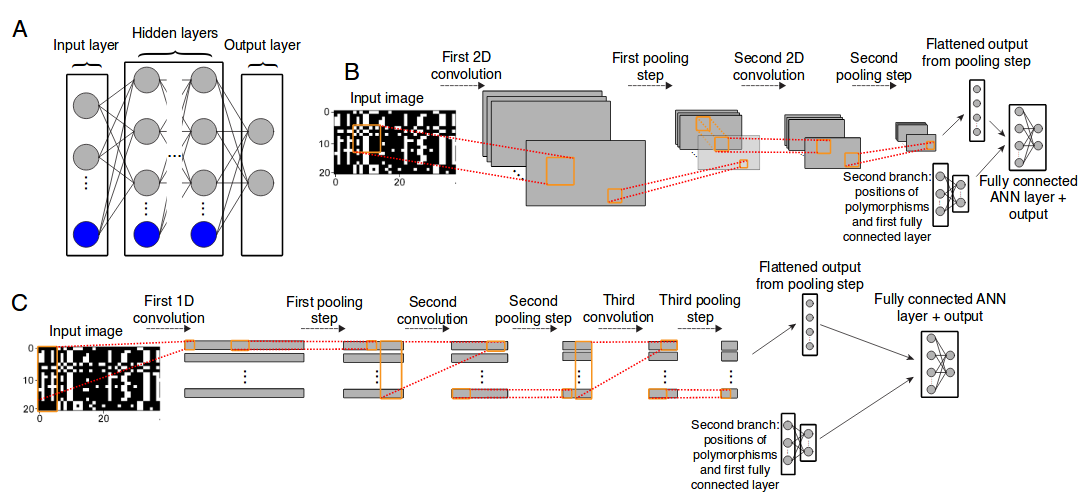 A
Input layer
Hidden layers
Output layer
...
B
Input image
0
10
20
0
20
First 2D
convolution
First pooling
step
Second 2D
convolution
Second
pooling step
Flattened output
from pooling step
Second branch:
positions of
polymorphisms
and first fully
connected layer
Fully connected
ANN layer +
output
C
Input image
0
10
20
0
20
First 1D
convolution
First pooling
step
Second
convolution
Second
pooling step
Third
convolution
Third pooling
step
Flattened output
from pooling step
Second branch:
positions of
polymorphisms
and first fully
connected layer
Fully connected ANN
layer + output